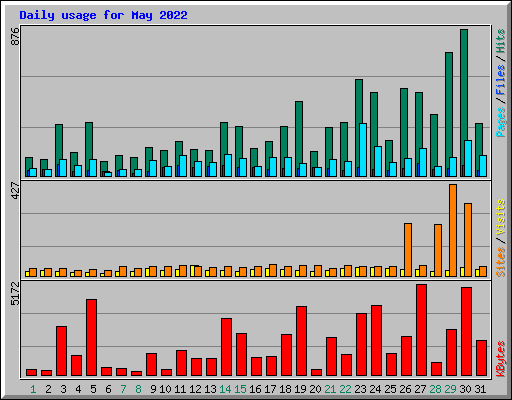 Daily usage for May 2022
876
Pages / Files / Hits
427
Sites / Visits
5172
KBytes
1 2 3 4 5 6 7 8 9 10 11 12 13 14 15 16 17 18 19 20 21 22 23 24 25 26 27 28 29 30 31